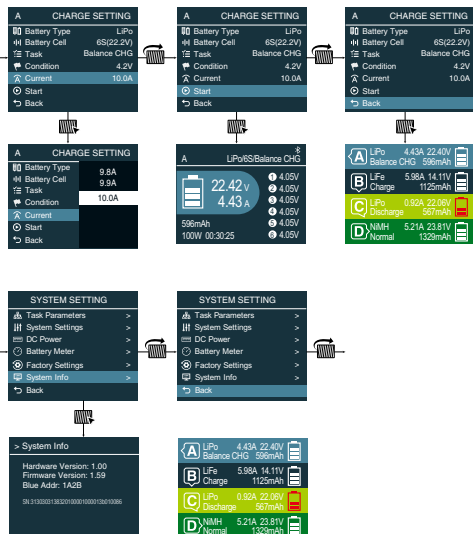 A CHARGE SETTING
Battery Type LiPo
Battery Cell 6S(22.2V)
Task Balance CHG
Condition 4.2V
Current 10.0A
Start
Back
A CHARGE SETTING
Battery Type LiPo
Battery Cell 6S(22.2V)
Task Balance CHG
Condition 4.2V
Current 10.0A
Start
Back
A CHARGE SETTING
Battery Type LiPo
Battery Cell 6S(22.2V)
Task Balance CHG
Condition 4.2V
Current 10.0A
Start
Back
A CHARGE SETTING
Battery Type
Battery Cell
Task
Condition
Current
Start
Back
9.8A
9.9A
10.0A
A LiPo/6S/Balance CHG
22.42 V
4.43 A
596mAh
100W 00:30:25
1 4.05V
2 4.05V
3 4.05V
4 4.05V
5 4.05V
6 4.05V
A LiPo 4.43A 22.40V
Balance CHG 596mAh
B LiFe 5.98A 14.11V
Charge 1125mAh
C LiPo 0.92A 22.06V
Discharge 567mAh
D NiMH 5.21A 23.81V
Normal 1329mAh
SYSTEM SETTING
Task Parameters >
System Settings >
DC Power >
Battery Meter >
Factory Settings >
System Info >
Back
SYSTEM SETTING
Task Parameters >
System Settings >
DC Power >
Battery Meter >
Factory Settings >
System Info >
Back
> System Info
Hardware Version: 1.00
Firmware Version: 1.59
Blue Addr: 1A2B
A LiPo 4.43A 22.40V
Balance CHG 596mAh
B LiFe 5.98A 14.11V
Charge 1125mAh
C LiPo 0.92A 22.06V
Discharge 567mAh
D NiMH 5.21A 23.81V
Normal 1329mAh